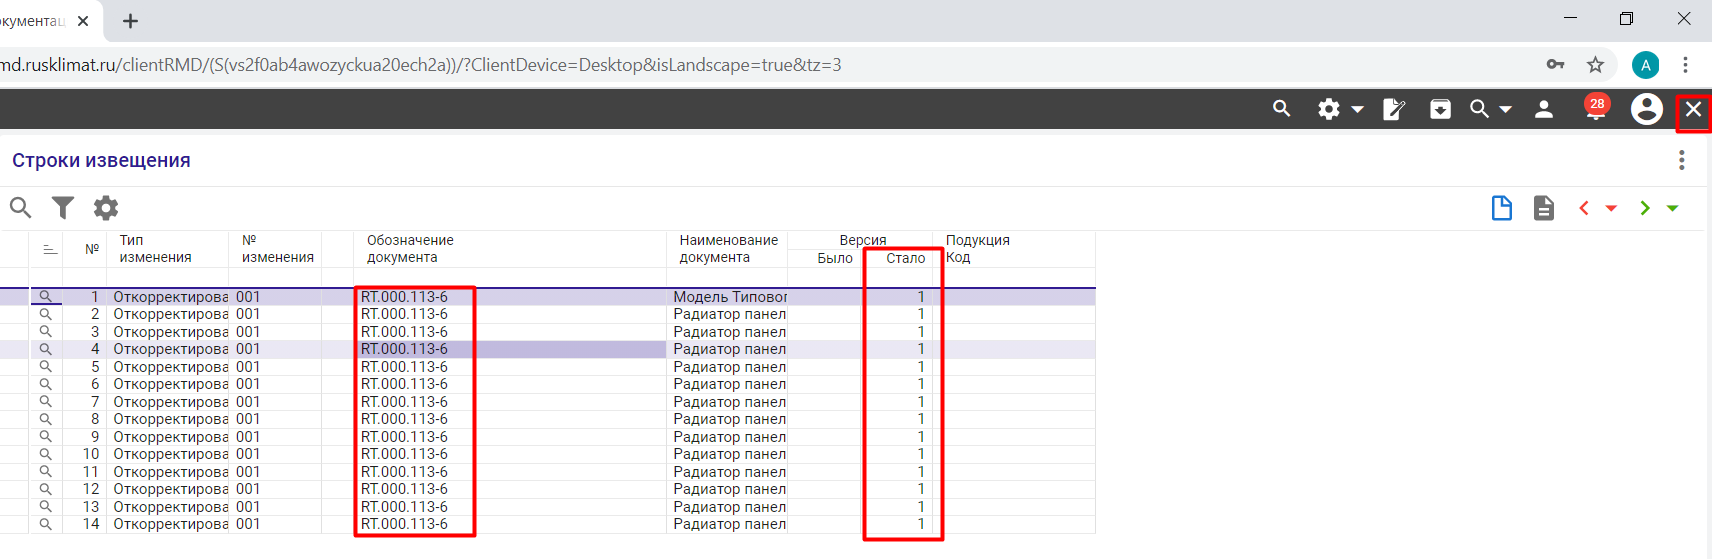 окументац
md.rusklimat.ru/clientRMD/(S(vs2f0ab4awozyckua20ech2a))/?ClientDevice=Desktop&isLandscape=true&tz=3
A
28
Строки извещения
№ Тип изменения № изменения Обозначение документа Наименование документа Версия Было Стало Подукция Код
1 Откорректирова 001 RT.000.113-6 Модель Типовог 1
2 Откорректирова 001 RT.000.113-6 Радиатор панел 1
3 Откорректирова 001 RT.000.113-6 Радиатор панел 1
4 Откорректирова 001 RT.000.113-6 Радиатор панел 1
5 Откорректирова 001 RT.000.113-6 Радиатор панел 1
6 Откорректирова 001 RT.000.113-6 Радиатор панел 1
7 Откорректирова 001 RT.000.113-6 Радиатор панел 1
8 Откорректирова 001 RT.000.113-6 Радиатор панел 1
9 Откорректирова 001 RT.000.113-6 Радиатор панел 1
10 Откорректирова 001 RT.000.113-6 Радиатор панел 1
11 Откорректирова 001 RT.000.113-6 Радиатор панел 1
12 Откорректирова 001 RT.000.113-6 Радиатор панел 1
13 Откорректирова 001 RT.000.113-6 Радиатор панел 1
14 Откорректирова 001 RT.000.113-6 Радиатор панел 1